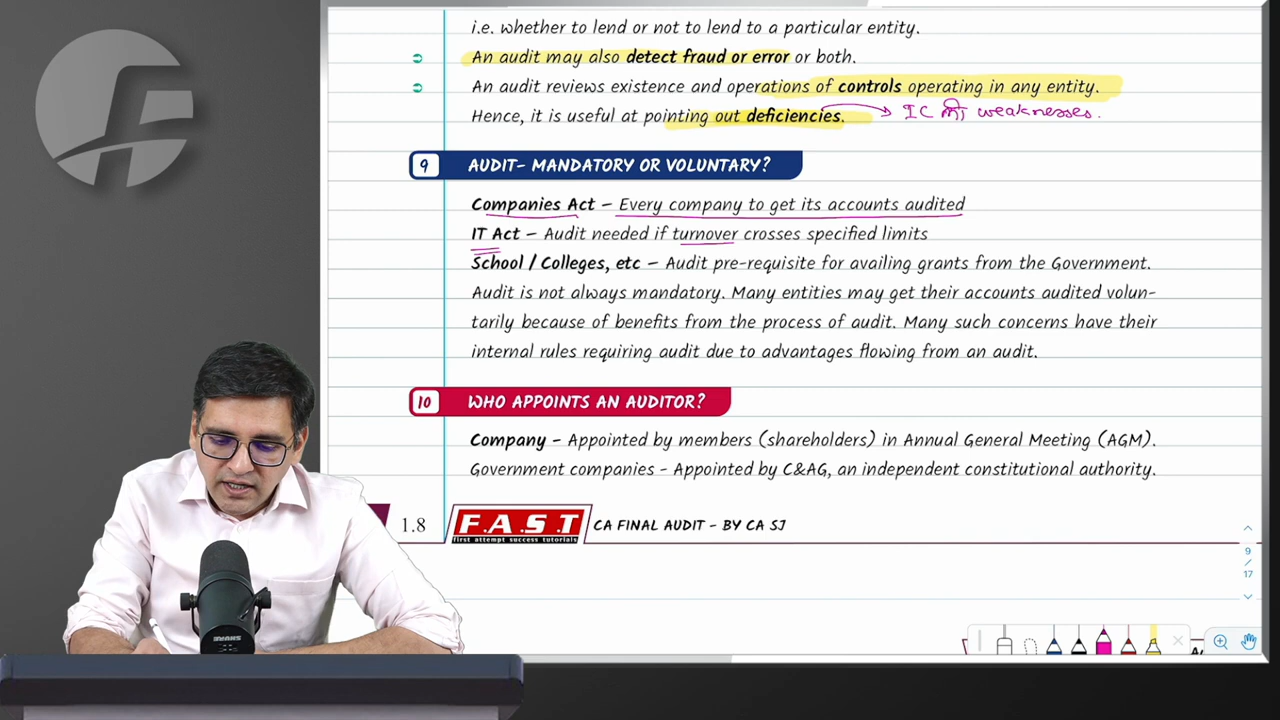 i.e. whether to lend or not to lend to a particular entity.
An audit may also detect fraud or error or both.
An audit reviews existence and operations of controls operating in any entity.
Hence, it is useful at pointing out deficiencies. → IC की weaknesses.
9 AUDIT- MANDATORY OR VOLUNTARY?
Companies Act – Every company to get its accounts audited
IT Act – Audit needed if turnover crosses specified limits
School / Colleges, etc – Audit pre-requisite for availing grants from the Government.
Audit is not always mandatory. Many entities may get their accounts audited volun-
tarily because of benefits from the process of audit. Many such concerns have their
internal rules requiring audit due to advantages flowing from an audit.
10 WHO APPOINTS AN AUDITOR?
Company – Appointed by members (shareholders) in Annual General Meeting (AGM).
Government companies - Appointed by C&AG, an independent constitutional authority.
1.8 F.A.S.T CA FINAL AUDIT - BY CA SJ
first attempt success tutorials
9
/
17
SHURE